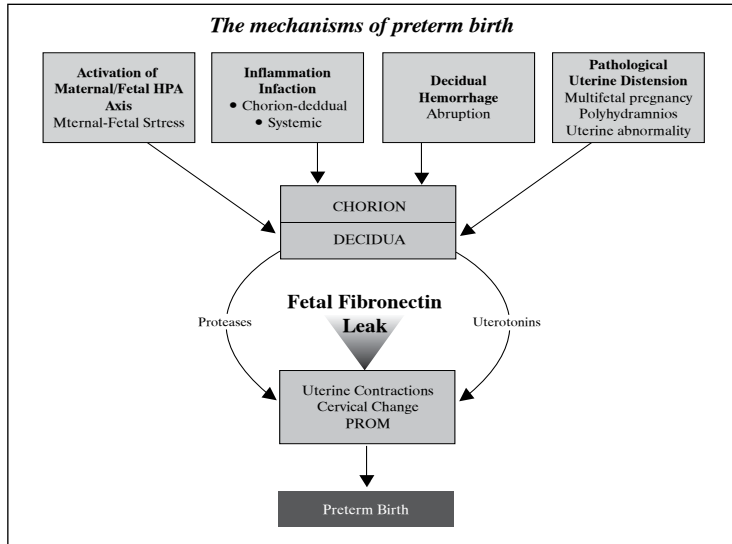 The mechanisms of preterm birth
Activation of
Maternal/Fetal HPA
Axis
Mternal-Fetal Srtress
Inflammation
Infaction
• Chorion-deddual
• Systemic
Decidual
Hemorrhage
Abruption
Pathological
Uterine Distension
Multifetal pregnancy
Polyhydramnios
Uterine abnormality
CHORION
DECIDUA
Fetal Fibronectin
Leak
Proteases
Uterotonins
Uterine Contractions
Cervical Change
PROM
Preterm Birth